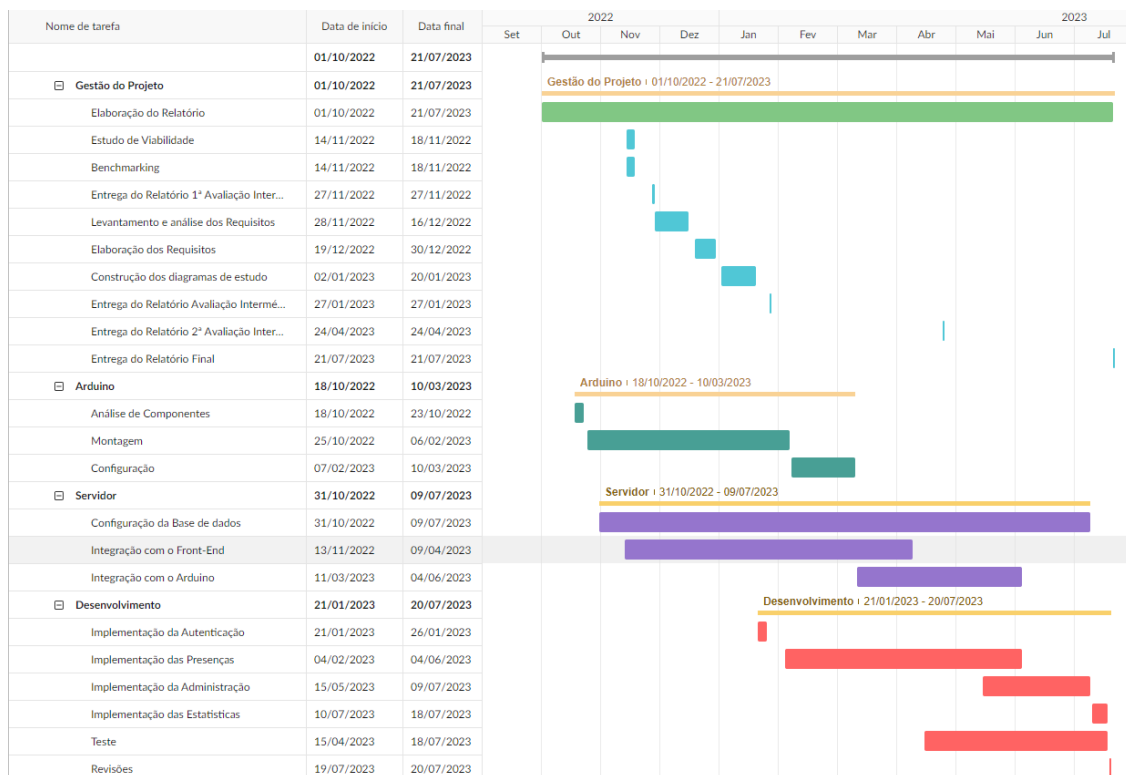 Nome de tarefa Data de início Data final 2022 2023
Set Out Nov Dez Jan Fev Mar Abr Mai Jun Jul
01/10/2022 21/07/2023
Gestão do Projeto 01/10/2022 21/07/2023 Gestão do Projeto 01/10/2022 - 21/07/2023
Elaboração do Relatório 01/10/2022 21/07/2023
Estudo de Viabilidade 14/11/2022 18/11/2022
Benchmarking 14/11/2022 18/11/2022
Entrega do Relatório 1ª Avaliação Inter... 27/11/2022 27/11/2022
Levantamento e análise dos Requisitos 28/11/2022 16/12/2022
Elaboração dos Requisitos 19/12/2022 30/12/2022
Construção dos diagramas de estudo 02/01/2023 20/01/2023
Entrega do Relatório Avaliação Intermé... 27/01/2023 27/01/2023
Entrega do Relatório 2ª Avaliação Inter... 24/04/2023 24/04/2023
Entrega do Relatório Final 21/07/2023 21/07/2023
Arduino 18/10/2022 10/03/2023 Arduino 18/10/2022 - 10/03/2023
Análise de Componentes 18/10/2022 23/10/2022
Montagem 25/10/2022 06/02/2023
Configuração 07/02/2023 10/03/2023
Servidor 31/10/2022 09/07/2023 Servidor 31/10/2022 - 09/07/2023
Configuração da Base de dados 31/10/2022 09/07/2023
Integração com o Front-End 13/11/2022 09/04/2023
Integração com o Arduino 11/03/2023 04/06/2023
Desenvolvimento 21/01/2023 20/07/2023 Desenvolvimento 21/01/2023 - 20/07/2023
Implementação da Autenticação 21/01/2023 26/01/2023
Implementação das Presenças 04/02/2023 04/06/2023
Implementação da Administração 15/05/2023 09/07/2023
Implementação das Estatisticas 10/07/2023 18/07/2023
Teste 15/04/2023 18/07/2023
Revisões 19/07/2023 20/07/2023